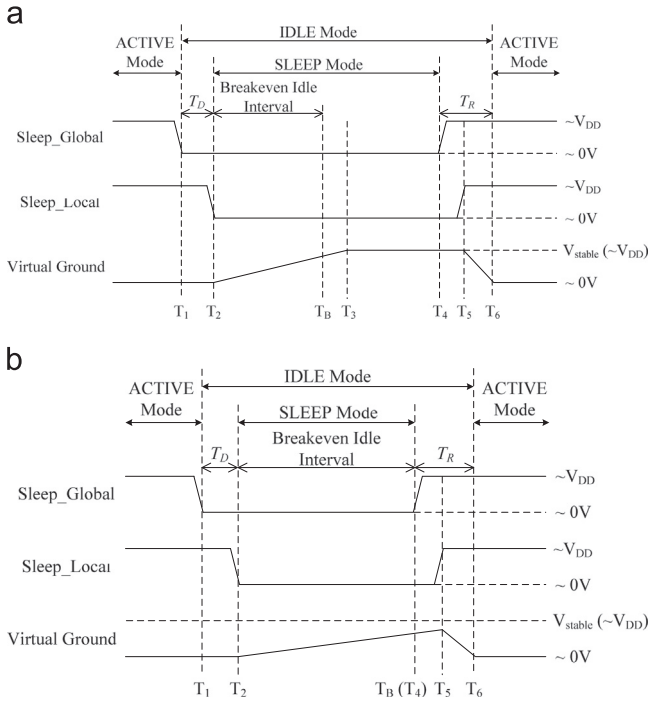 a
IDLE Mode
ACTIVE Mode
ACTIVE Mode
SLEEP Mode
Breakeven Idle Interval
T_D
T_R
Sleep_Global
~V_DD
~ 0V
Sleep_Local
~V_DD
~ 0V
Virtual Ground
V_stable (~V_DD)
~ 0V
T_1 T_2 T_B T_3 T_4 T_5 T_6
b
IDLE Mode
ACTIVE Mode
ACTIVE Mode
SLEEP Mode
Breakeven Idle Interval
T_D
T_R
Sleep_Global
~V_DD
~ 0V
Sleep_Local
~V_DD
~ 0V
Virtual Ground
V_stable (~V_DD)
~ 0V
T_1 T_2 T_B (T_4) T_5 T_6